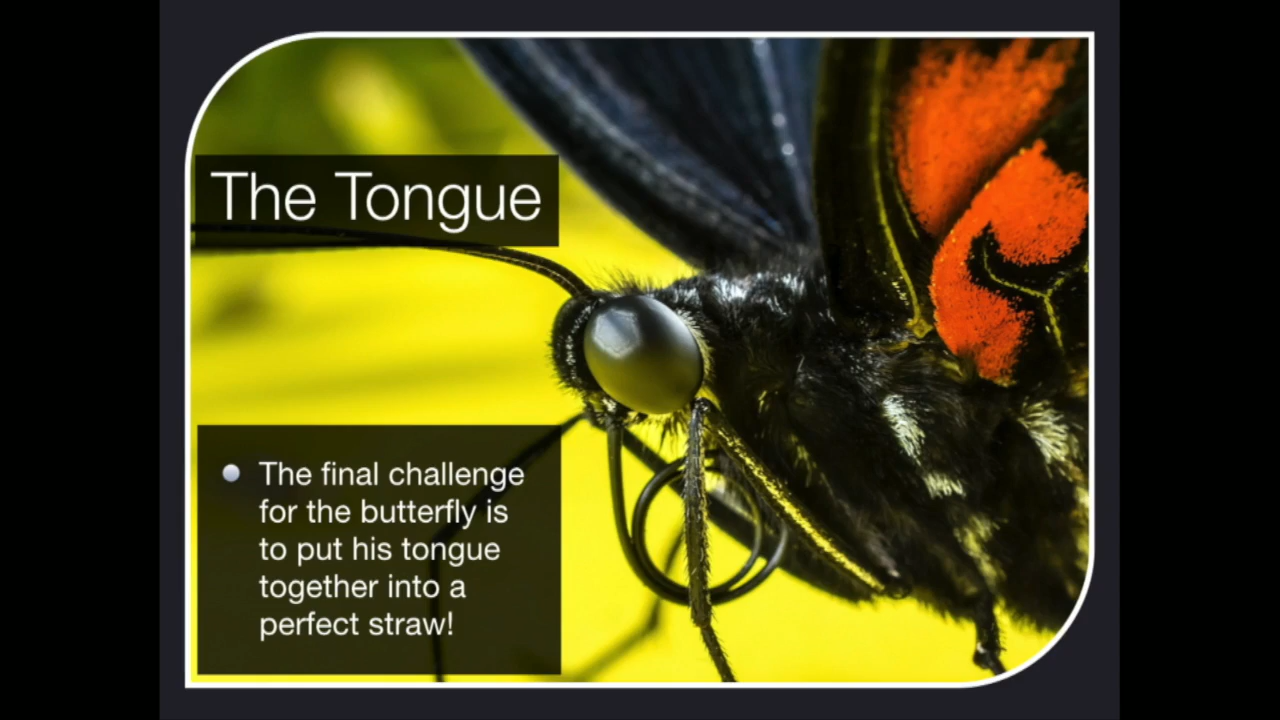 The Tongue
The final challenge
for the butterfly is
to put his tongue
together into a
perfect straw!